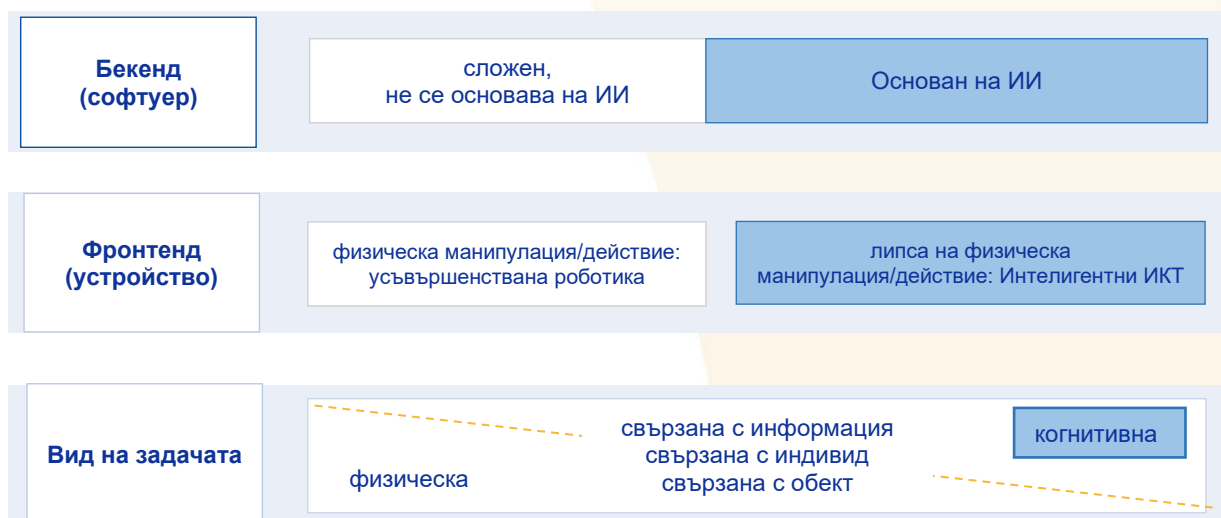 Бекенд
(софтуер)
сложен,
не се основава на ИИ
Основан на ИИ
Фронтенд
(устройство)
физическа манипулация/действие:
усъвършенствана роботика
липса на физическа
манипулация/действие: Интелигентни ИКТ
Вид на задачата
физическа
свързана с информация
свързана с индивид
свързана с обект
когнитивна